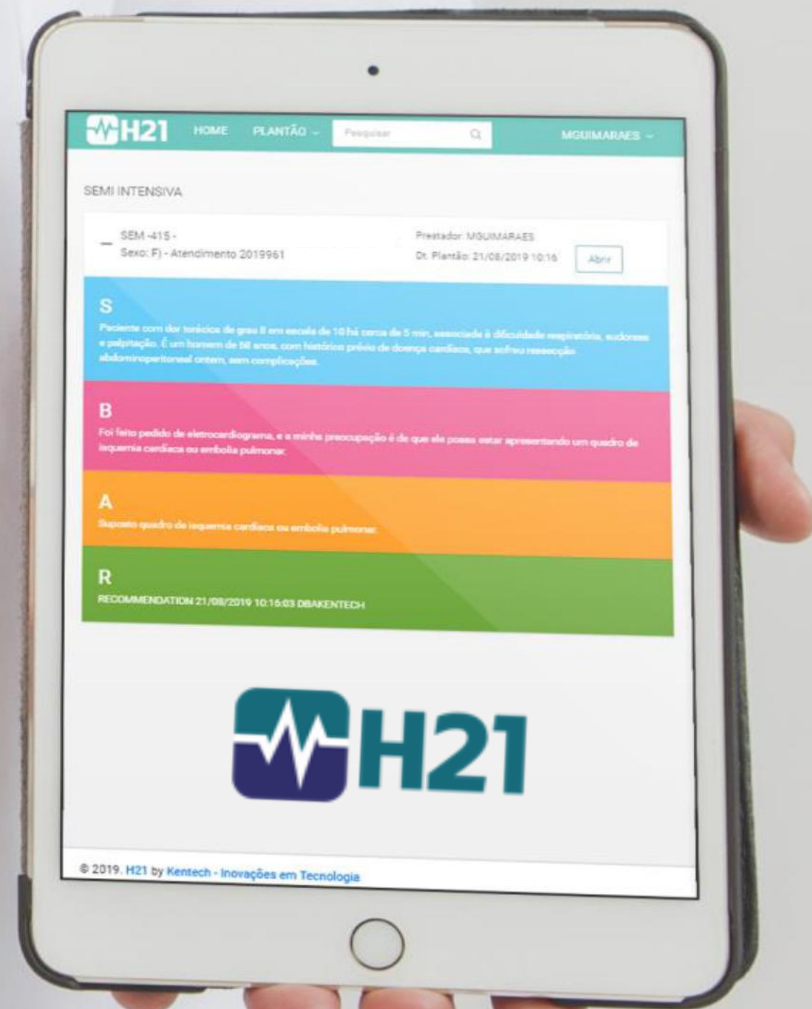 H21 HOME PLANTÃO Pesquisar MGUIMARAES
SEMI INTENSIVA
SEM -415 -
Sexo: F) - Atendimento 2019961
Prestador: MGUIMARAES
Dt. Plantão: 21/08/2019 10:16
Abrir
S
Paciente com dor torácica de grau 8 em escala de 10 há cerca de 5 min, associada à dificuldade respiratória, sudorese
e palpitação. É um homem de 68 anos, com histórico prévio de doença cardíaca, que sofreu ressecção
abdominoperitoneal ontem, sem complicações.
B
Foi feito pedido de eletrocardiograma, e a minha preocupação é de que ele possa estar apresentando um quadro de
isquemia cardíaca ou embolia pulmonar.
A
Suposto quadro de isquemia cardíaca ou embolia pulmonar.
R
RECOMMENDATION 21/08/2019 10:16:03 DBAKENTECH
H21
© 2019. H21 by Kentech - Inovações em Tecnologia